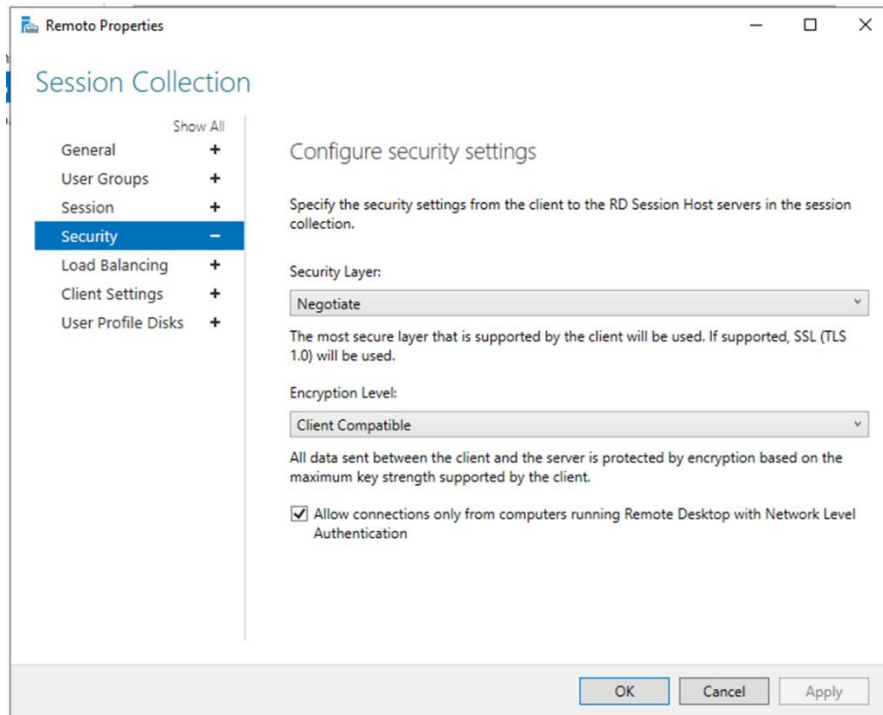 Remoto Properties
Session Collection
Show All
General +
User Groups +
Session +
Security −
Load Balancing +
Client Settings +
User Profile Disks +
Configure security settings
Specify the security settings from the client to the RD Session Host servers in the session
collection.
Security Layer:
Negotiate
The most secure layer that is supported by the client will be used. If supported, SSL (TLS
1.0) will be used.
Encryption Level:
Client Compatible
All data sent between the client and the server is protected by encryption based on the
maximum key strength supported by the client.
Allow connections only from computers running Remote Desktop with Network Level
Authentication
OK Cancel Apply